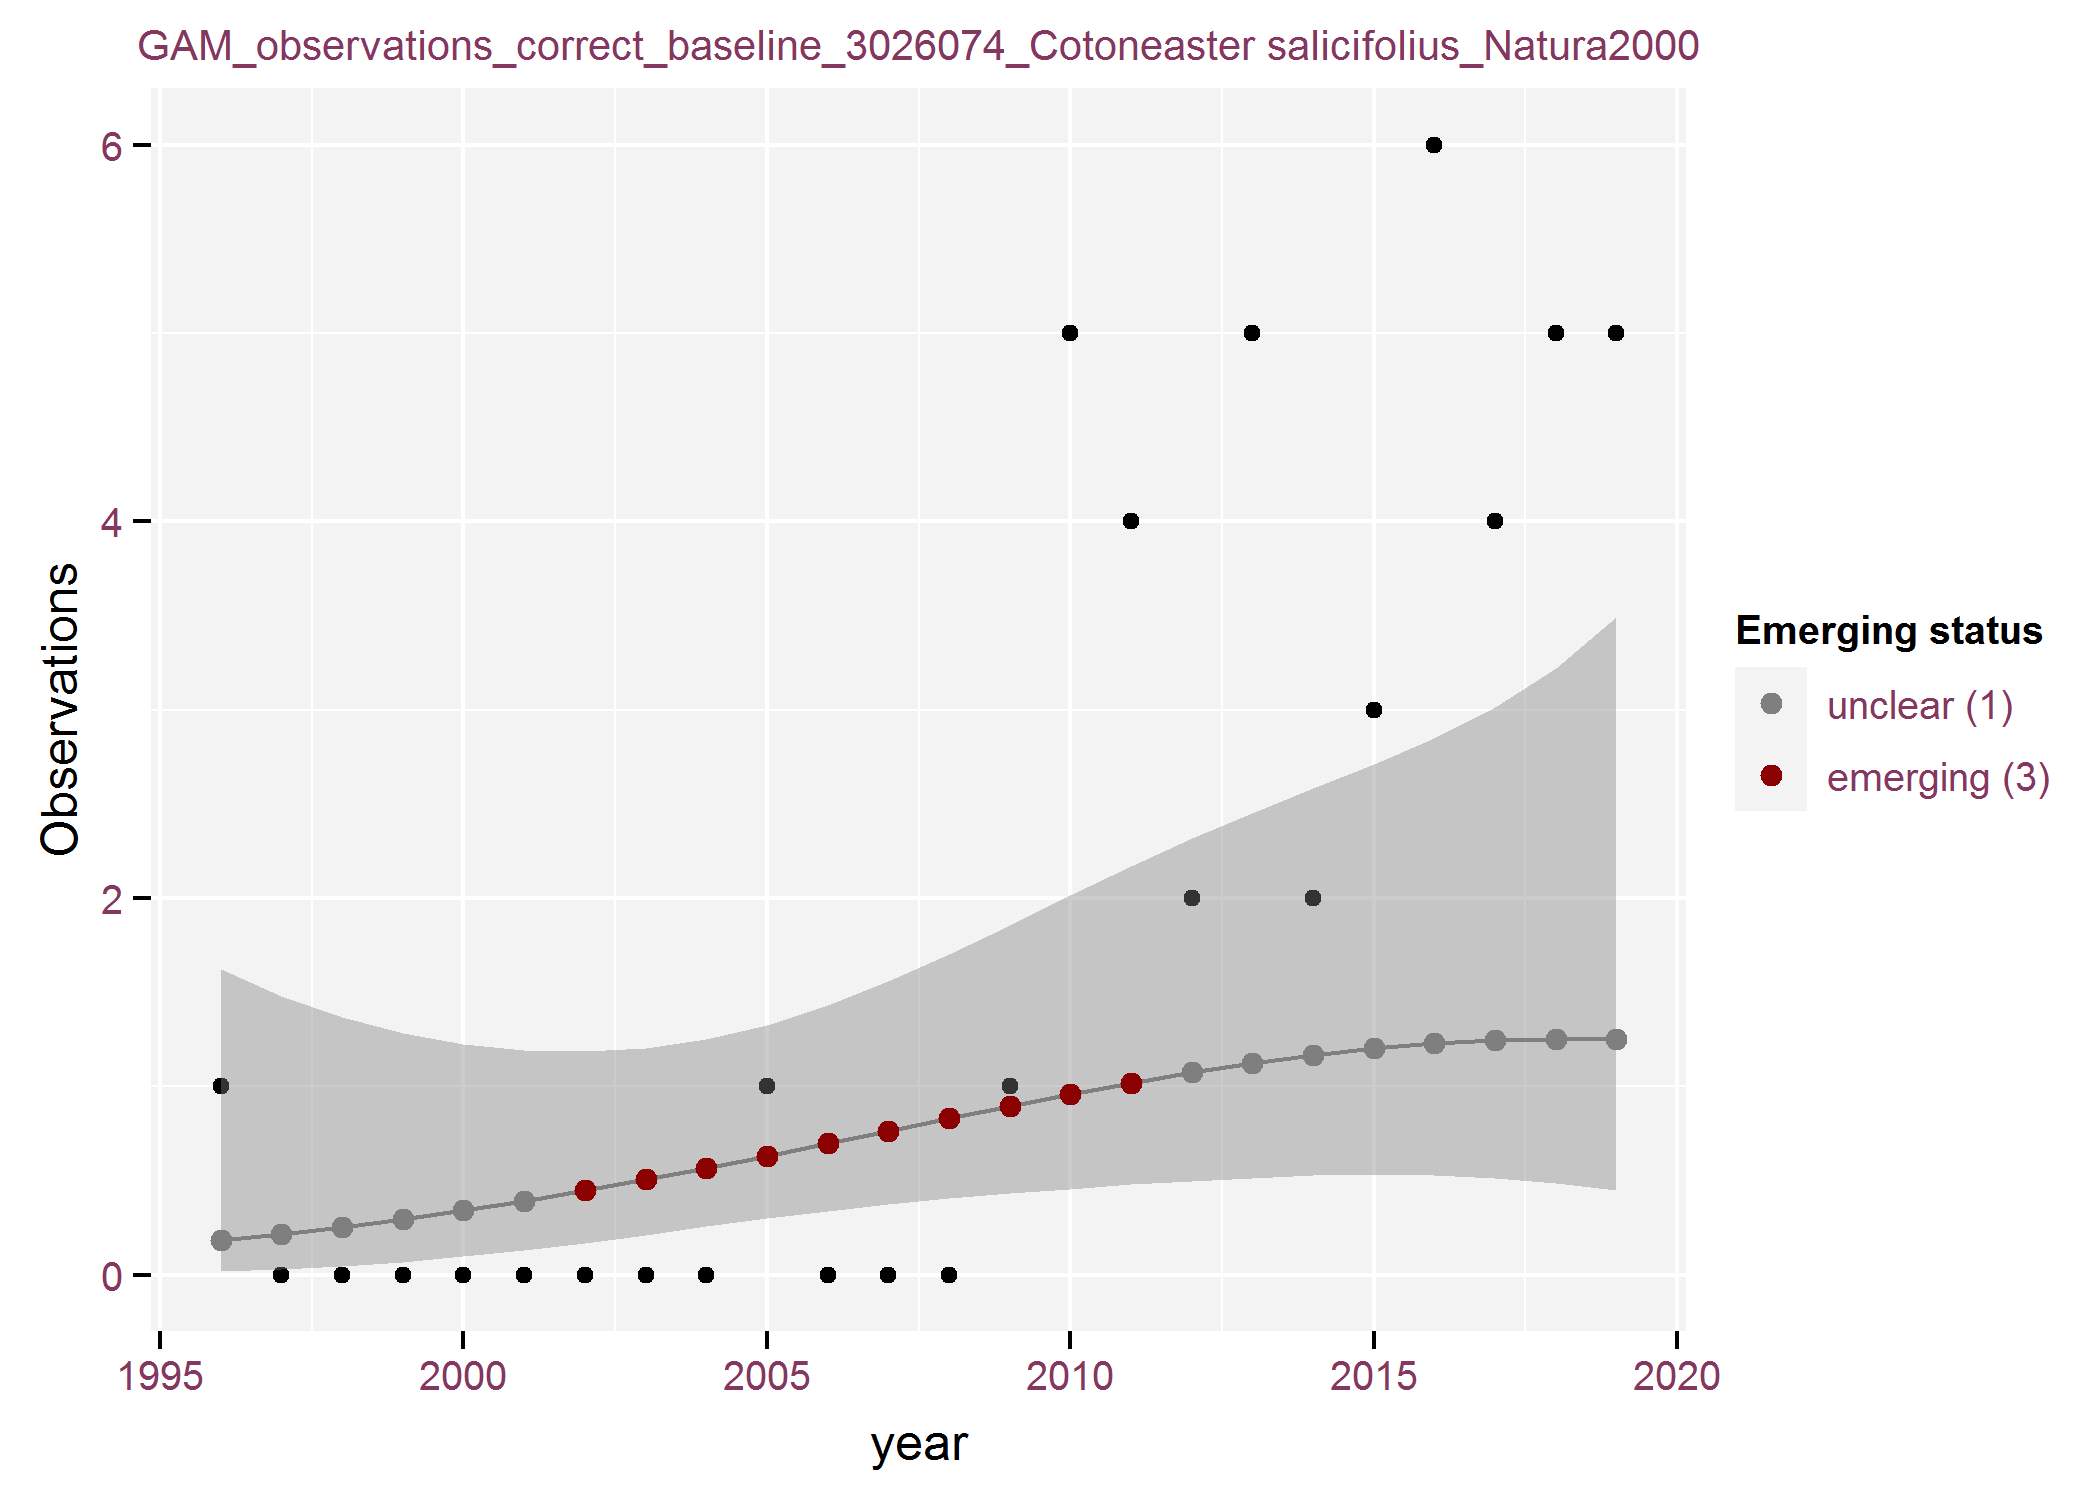 GAM_observations_correct_baseline_3026074_Cotoneaster salicifolius_Natura2000
6
4
2
0
Observations
1995 2000 2005 2010 2015 2020
year
Emerging status
unclear (1)
emerging (3)